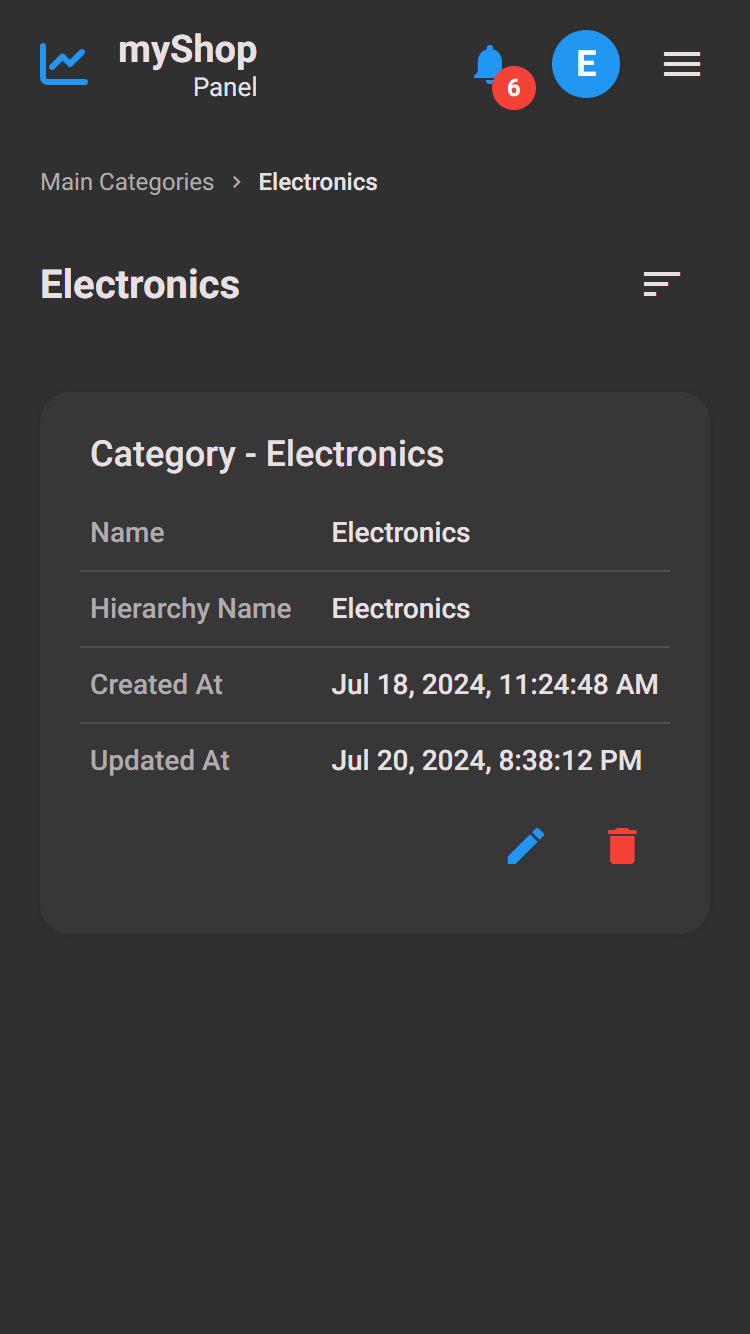 myShop
Panel
6
E
Main Categories > Electronics
Electronics
Category - Electronics
Name Electronics
Hierarchy Name Electronics
Created At Jul 18, 2024, 11:24:48 AM
Updated At Jul 20, 2024, 8:38:12 PM